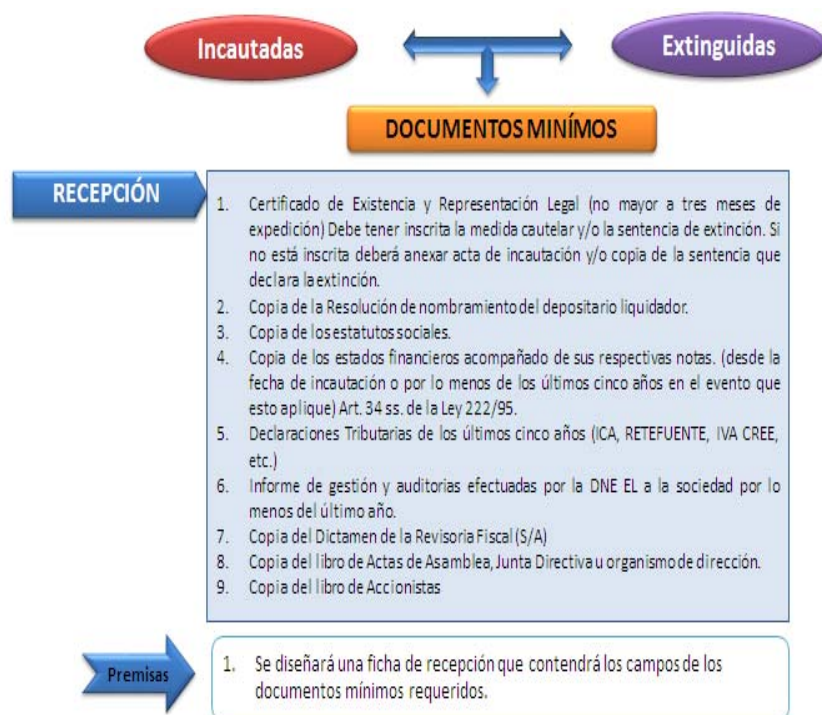 Incautadas
Extinguidas
DOCUMENTOS MINÍMOS
RECEPCIÓN
1. Certificado de Existencia y Representación Legal (no mayor a tres meses de
expedición) Debe tener inscrita la medida cautelar y/o la sentencia de extinción. Si
no está inscrita deberá anexar acta de incautación y/o copia de la sentencia que
declara la extinción.
2. Copia de la Resolución de nombramiento del depositario liquidador.
3. Copia de los estatutos sociales.
4. Copia de los estados financieros acompañado de sus respectivas notas. (desde la
fecha de incautación o por lo menos de los últimos cinco años en el evento que
esto aplique) Art. 34 ss. de la Ley 222/95.
5. Declaraciones Tributarias de los últimos cinco años (ICA, RETEFUENTE, IVA CREE,
etc.)
6. Informe de gestión y auditorias efectuadas por la DNE EL a la sociedad por lo
menos del último año.
7. Copia del Dictamen de la Revisoria Fiscal (S/A)
8. Copia del libro de Actas de Asamblea, Junta Directiva u organismo de dirección.
9. Copia del libro de Accionistas
Premisas
1. Se diseñará una ficha de recepción que contendrá los campos de los
documentos mínimos requeridos.